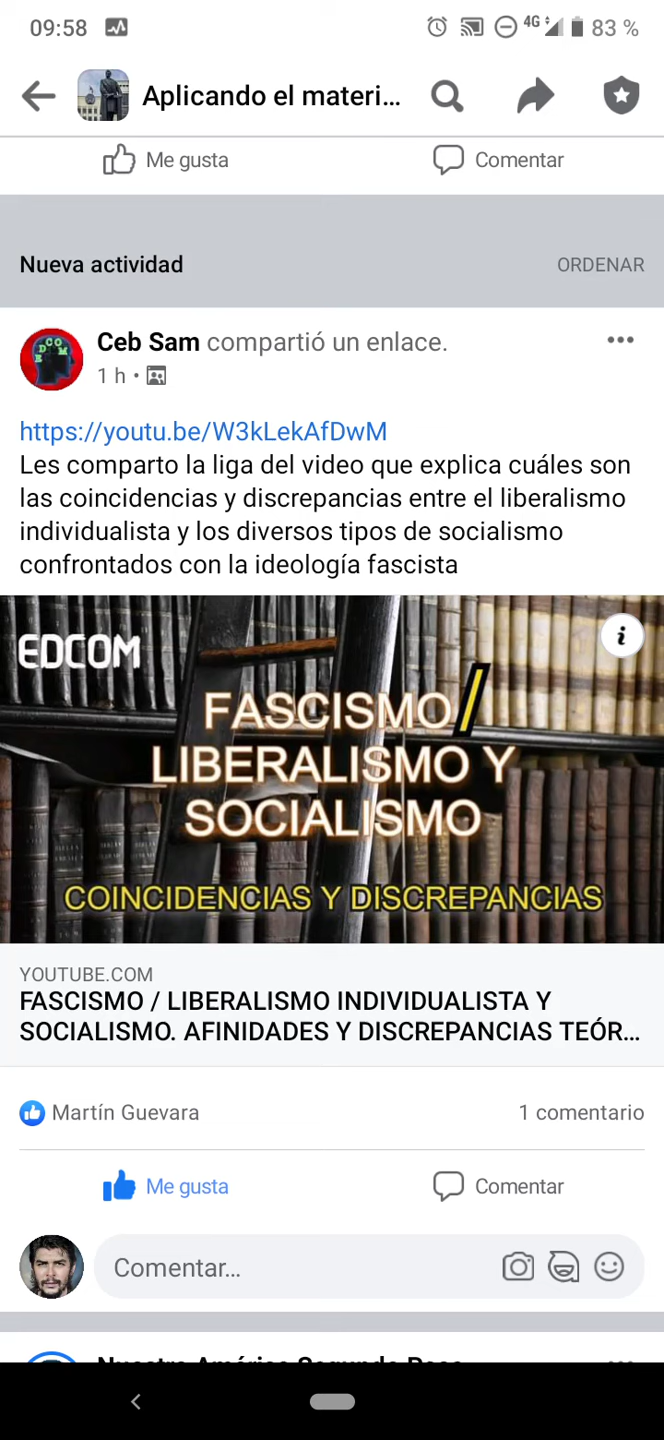 09:58
4G
83 %
Aplicando el materi...
Me gusta
Comentar
Nueva actividad
ORDENAR
Ceb Sam compartió un enlace.
1 h •
https://youtu.be/W3kLekAfDwM
Les comparto la liga del video que explica cuáles son
las coincidencias y discrepancias entre el liberalismo
individualista y los diversos tipos de socialismo
confrontados con la ideología fascista
EDCOM
FASCISMO/
LIBERALISMO Y
SOCIALISMO
COINCIDENCIAS Y DISCREPANCIAS
YOUTUBE.COM
FASCISMO / LIBERALISMO INDIVIDUALISTA Y
SOCIALISMO. AFINIDADES Y DISCREPANCIAS TEÓR...
Martín Guevara
1 comentario
Me gusta
Comentar
Comentar...